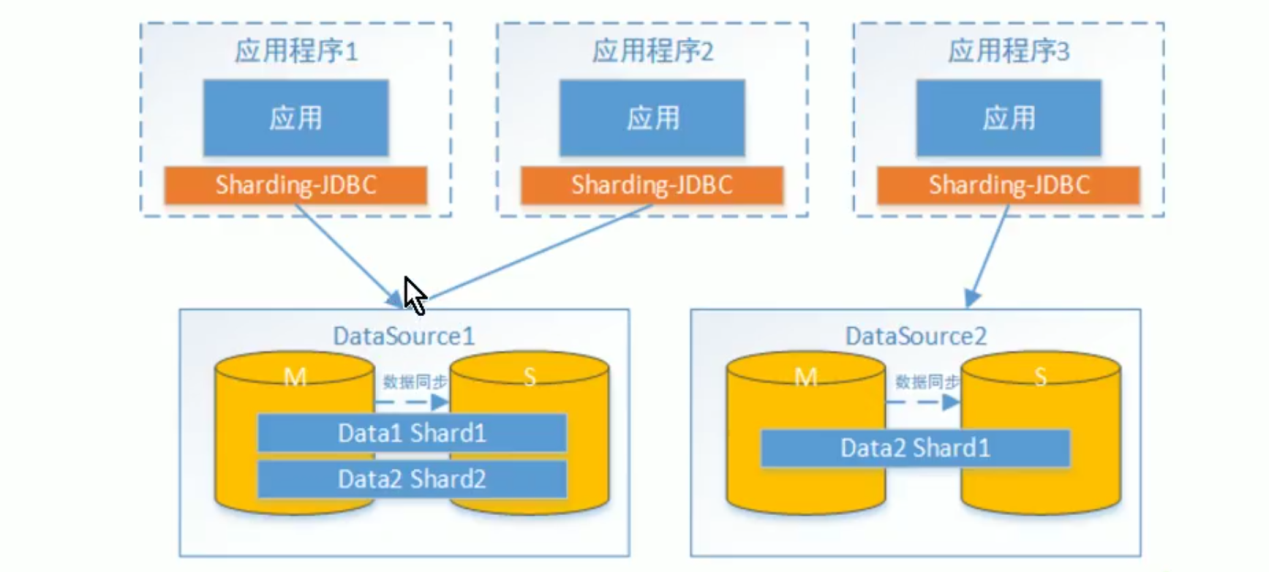 应用程序1
应用程序2
应用程序3
应用
应用
应用
Sharding-JDBC
Sharding-JDBC
Sharding-JDBC
DataSource1
DataSource2
M
数据同步
S
M
数据同步
S
Data1 Shard1
Data2 Shard2
Data2 Shard1